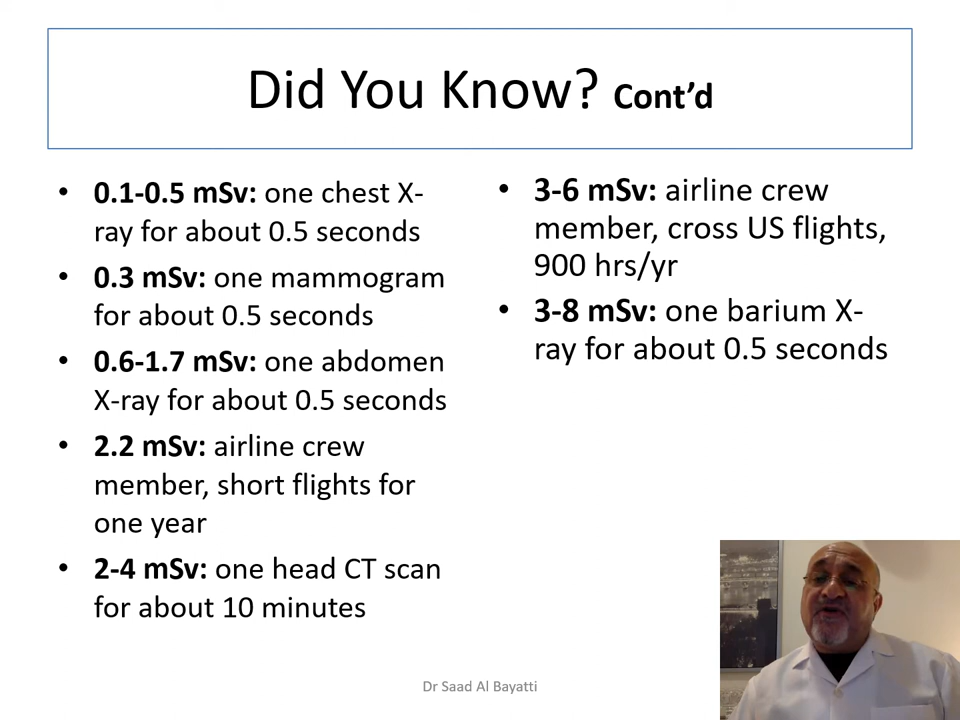 Did You Know? Cont’d
• 0.1-0.5 mSv: one chest X-
ray for about 0.5 seconds
• 0.3 mSv: one mammogram
for about 0.5 seconds
• 0.6-1.7 mSv: one abdomen
X-ray for about 0.5 seconds
• 2.2 mSv: airline crew
member, short flights for
one year
• 2-4 mSv: one head CT scan
for about 10 minutes
• 3-6 mSv: airline crew
member, cross US flights,
900 hrs/yr
• 3-8 mSv: one barium X-
ray for about 0.5 seconds
Dr Saad Al Bayatti